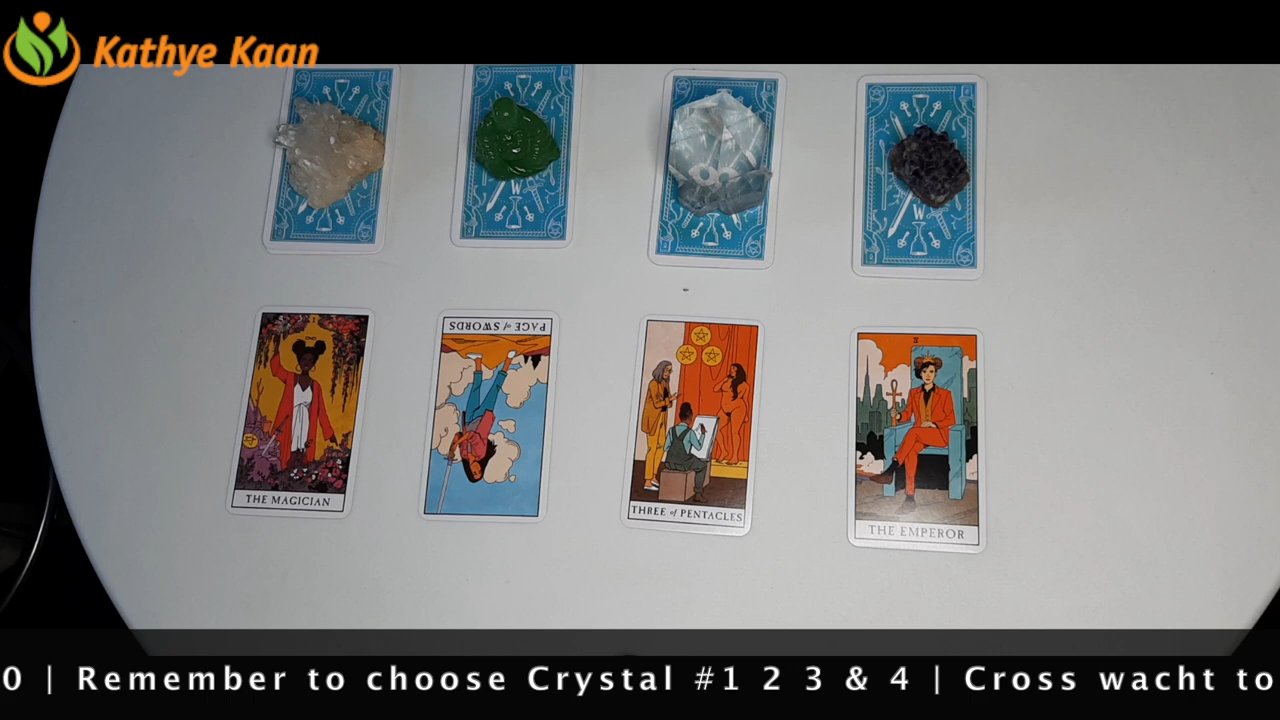 Kathye Kaan
W
W
THE MAGICIAN
PAGE of SWORDS
THREE of PENTACLES
II
THE EMPEROR
0 | Remember to choose Crystal #1 2 3 & 4 | Cross wacht to